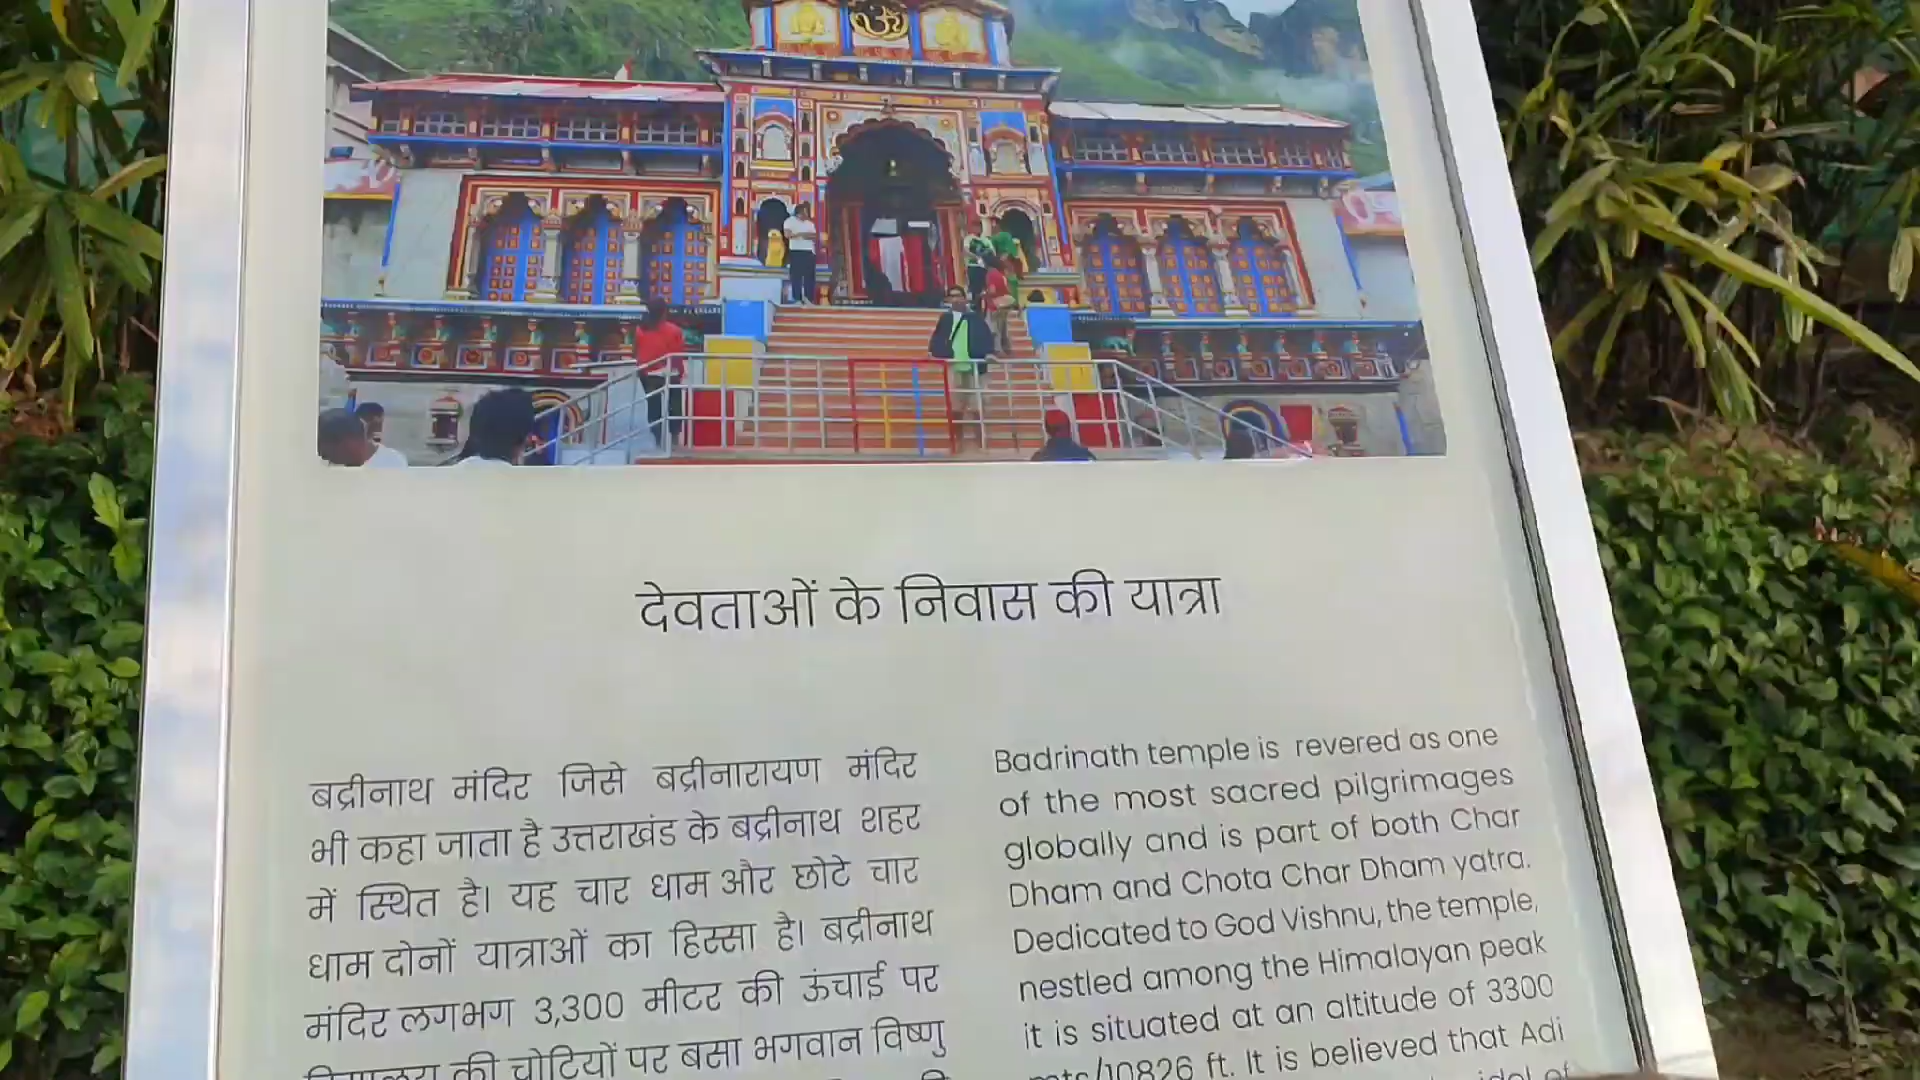 ॐ
देवताओं के निवास की यात्रा
बद्रीनाथ मंदिर जिसे बद्रीनारायण मंदिर
भी कहा जाता है उत्तराखंड के बद्रीनाथ शहर
में स्थित है। यह चार धाम और छोटे चार
धाम दोनों यात्राओं का हिस्सा है। बद्रीनाथ
मंदिर लगभग 3,300 मीटर की ऊंचाई पर
की चोटियों पर बसा भगवान विष्णु
Badrinath temple is revered as one
of the most sacred pilgrimages
globally and is part of both Char
Dham and Chota Char Dham yatra.
Dedicated to God Vishnu, the temple,
nestled among the Himalayan peak
it is situated at an altitude of 3300
mts/10826 ft. It is believed that Adi
idol of